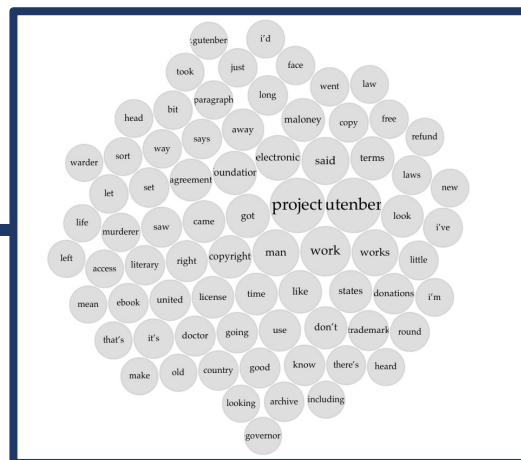 .gutenber i'd
took just face
bit paragraph long went law
head says away maloney copy free
warder sort way electronic said terms refund
let set agreement oundation laws new
life murderer saw came got project utenber look i've
left access literary right copyright man work works little
mean ebook united license time like states donations i'm
that's it's doctor going use don't trademark round
make old country good know there's heard
looking archive including
governor